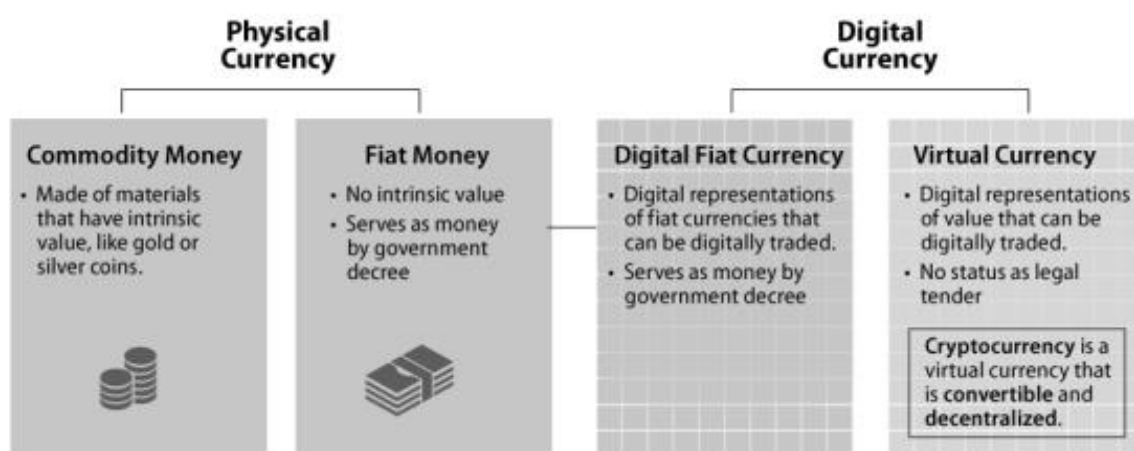 Physical
Currency
Digital
Currency
Commodity Money
• Made of materials
that have intrinsic
value, like gold or
silver coins.
Fiat Money
• No intrinsic value
• Serves as money
by government
decree
Digital Fiat Currency
• Digital representations
of fiat currencies that
can be digitally traded.
• Serves as money by
government decree
Virtual Currency
• Digital representations
of value that can be
digitally traded.
• No status as legal
tender
Cryptocurrency is a
virtual currency that
is convertible and
decentralized.